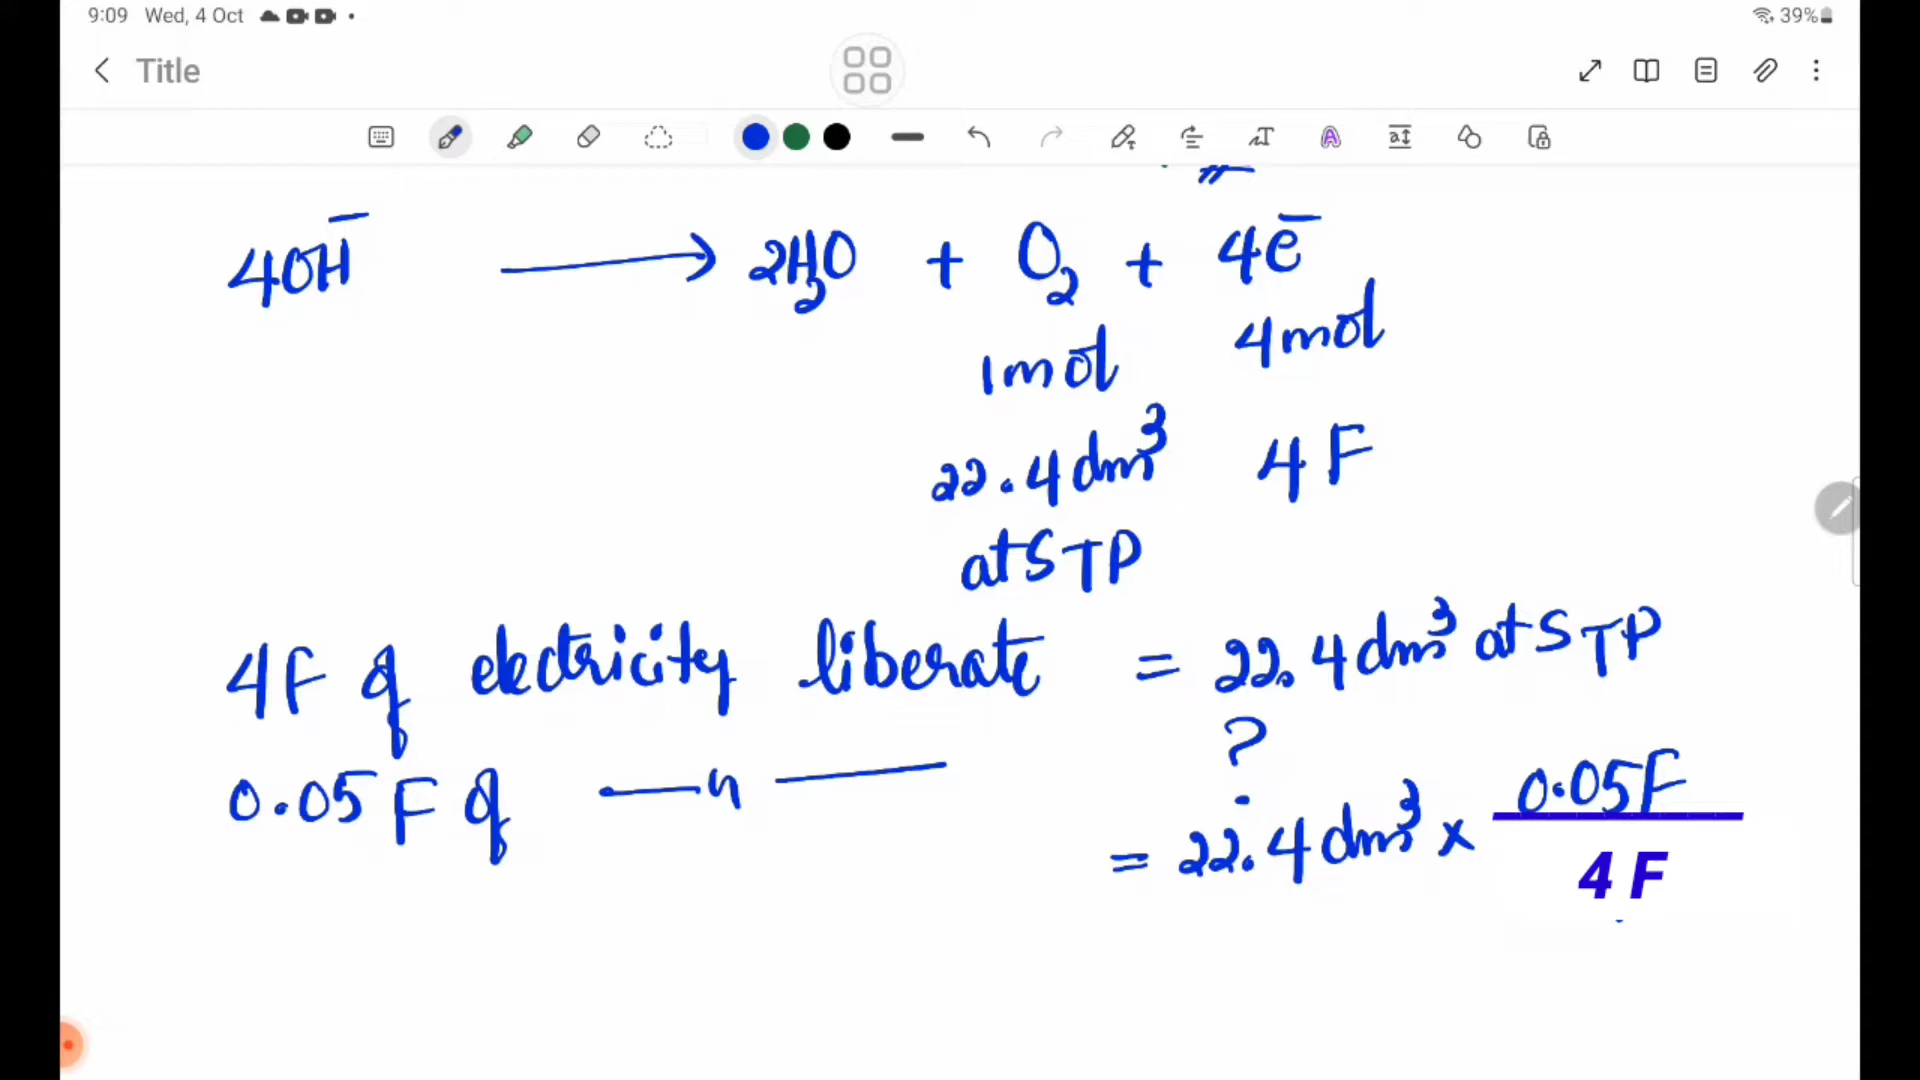 9:09 Wed, 4 Oct
39%
Title
4OH⁻ ⟶ 2H₂O + O₂ + 4e⁻
1mol 4mol
22.4dm³ 4F
at STP
4F of electricity liberate = 22.4dm³ at STP
?
0.05F of —"—
= 22.4dm³ x 0.05F / 4 F